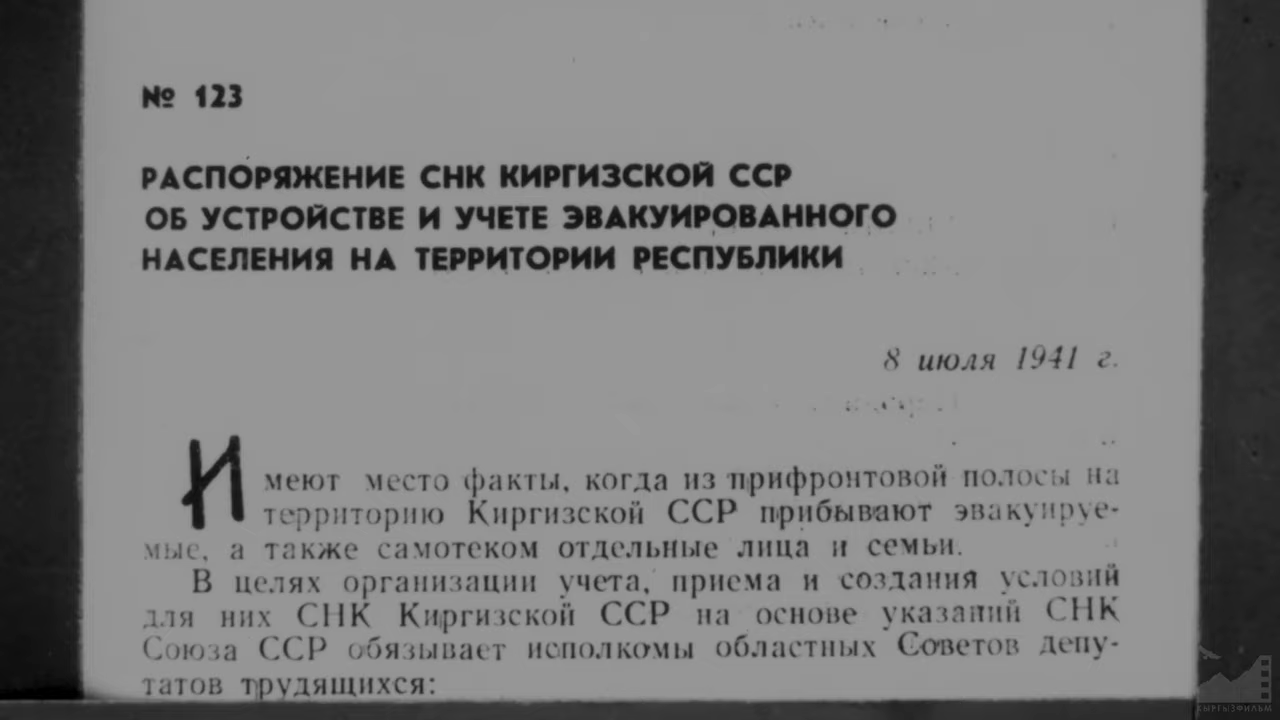 № 123
РАСПОРЯЖЕНИЕ СНК КИРГИЗСКОЙ ССР
ОБ УСТРОЙСТВЕ И УЧЕТЕ ЭВАКУИРОВАННОГО
НАСЕЛЕНИЯ НА ТЕРРИТОРИИ РЕСПУБЛИКИ
8 июля 1941 г.
Имеют место факты, когда из прифронтовой полосы на
территорию Киргизской ССР прибывают эвакуируе-
мые, а также самотеком отдельные лица и семьи.
В целях организации учета, приема и создания условий
для них СНК Киргизской ССР на основе указаний СНК
Союза ССР обязывает исполкомы областных Советов депу-
татов трудящихся:
КЫРГЫЗФИЛЬМ